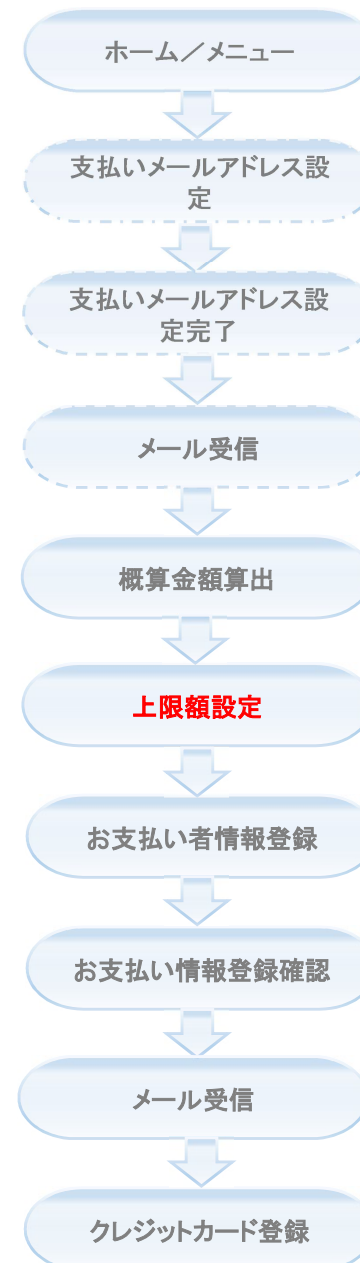 ホーム／メニュー
支払いメールアドレス設
定
支払いメールアドレス設
定完了
メール受信
概算金額算出
上限額設定
お支払い者情報登録
お支払い情報登録確認
メール受信
クレジットカード登録